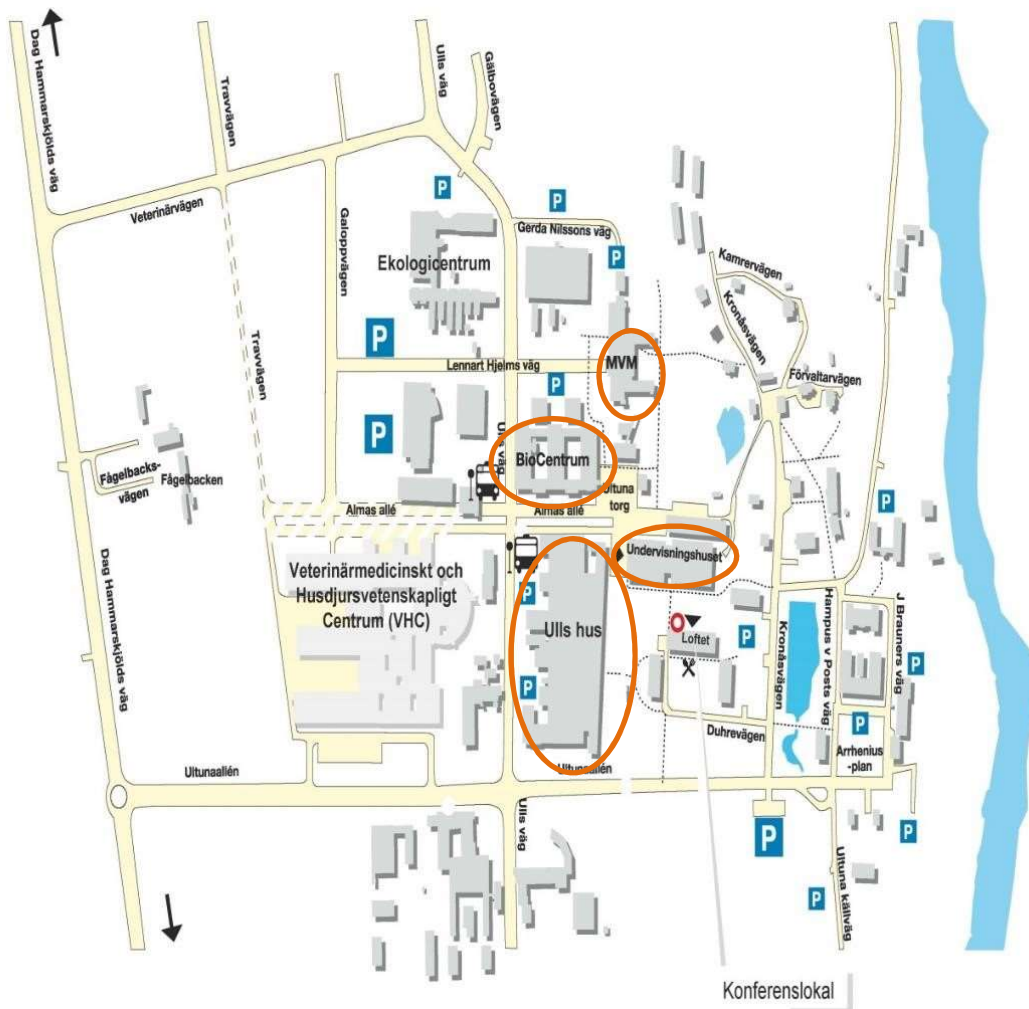 Dag Hammarskjölds väg
Travvägen
Ulls väg
Gälbovägen
Veterinärvägen
Galoppvägen
P
P
Gerda Nilssons väg
P
Ekologicentrum
Kamrervägen
Kronåsvägen
Travvägen
P
Lennart Hjelms väg
MVM
Förvaltarvägen
P
P
Ulls väg
BioCentrum
Fågelbacks-
vägen
Fågelbacken
Ultuna
torg
P
Almas allé
Almas allé
Undervisningshuset
Veterinärmedicinskt och
Husdjursvetenskapligt
Centrum (VHC)
P
Ulls hus
Loftet
P
Kronåsvägen
Hampus v Posts väg
J Brauners väg
P
Dag Hammarskjölds väg
P
Duhrevägen
P
Arrhenius
-plan
Ultunaallén
Ultunaallén
Ulls väg
P
P
Ultuna källväg
P
Konferenslokal